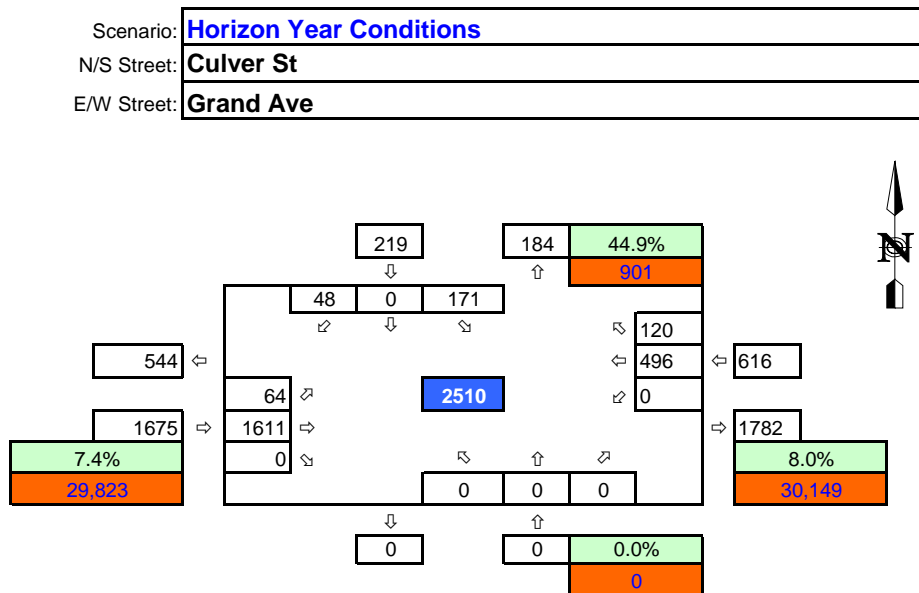 Scenario: Horizon Year Conditions
N/S Street: Culver St
E/W Street: Grand Ave
N
219 184 44.9%
⇩ ⇧ 901
48 0 171
⬃ ⇩ ⬂ ⬁ 120
544 ⇦ ⇦ 496 ⇦ 616
64 ⬀ 2510 ⬃ 0
1675 ⇨ 1611 ⇨ ⇨ 1782
7.4% 0 ⬂ ⬁ ⇧ ⬀ 8.0%
29,823 0 0 0 30,149
⇩ ⇧
0 0 0.0%
0